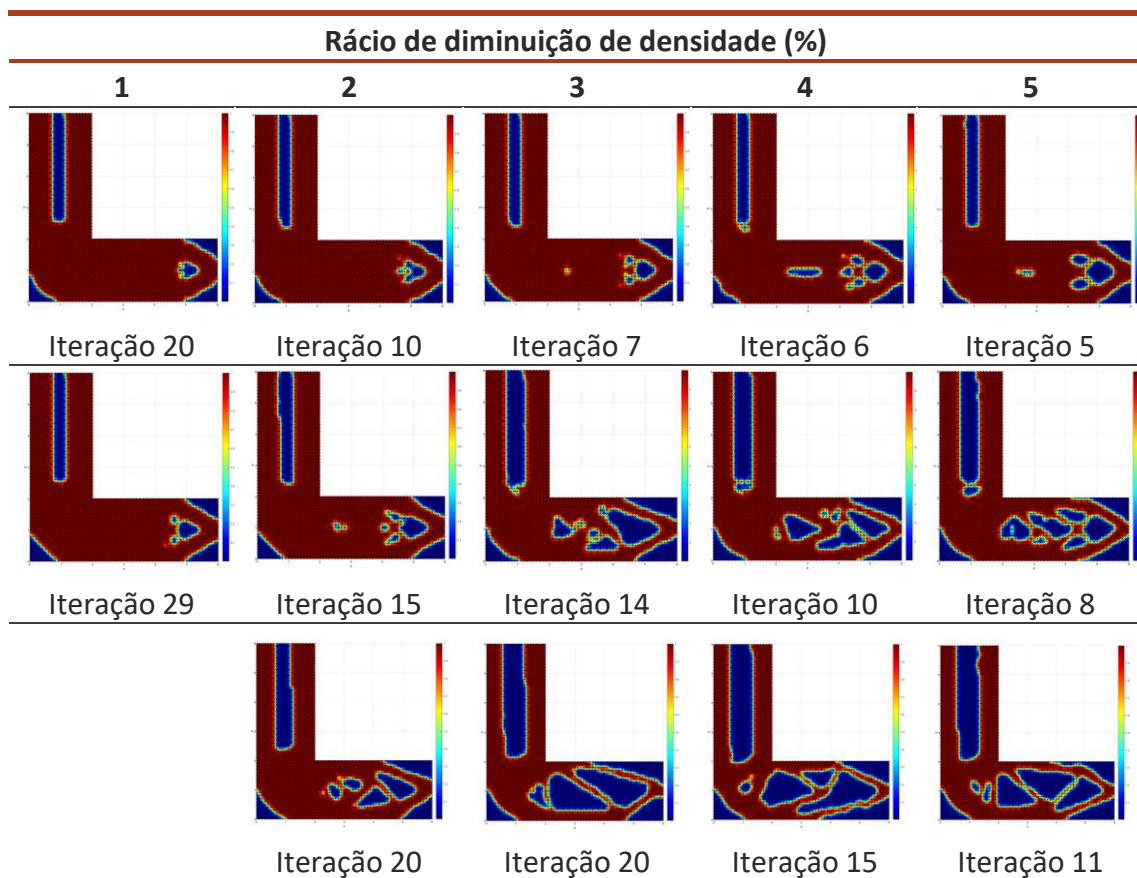 Rácio de diminuição de densidade (%)
1 2 3 4 5
Iteração 20 Iteração 10 Iteração 7 Iteração 6 Iteração 5
Iteração 29 Iteração 15 Iteração 14 Iteração 10 Iteração 8
Iteração 20 Iteração 20 Iteração 15 Iteração 11